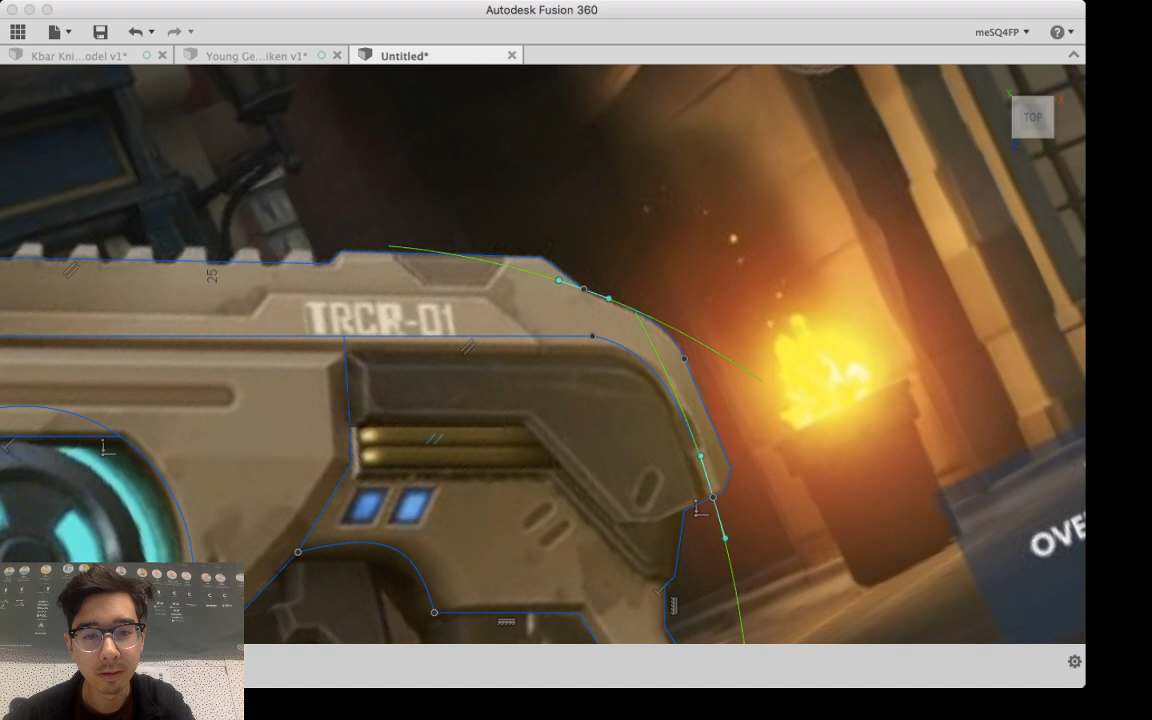 Autodesk Fusion 360
meSQ4FP
Kbar Kni...odel v1*
Young Ge...iken v1*
Untitled*
TOP
25
TRCR-01
OVE